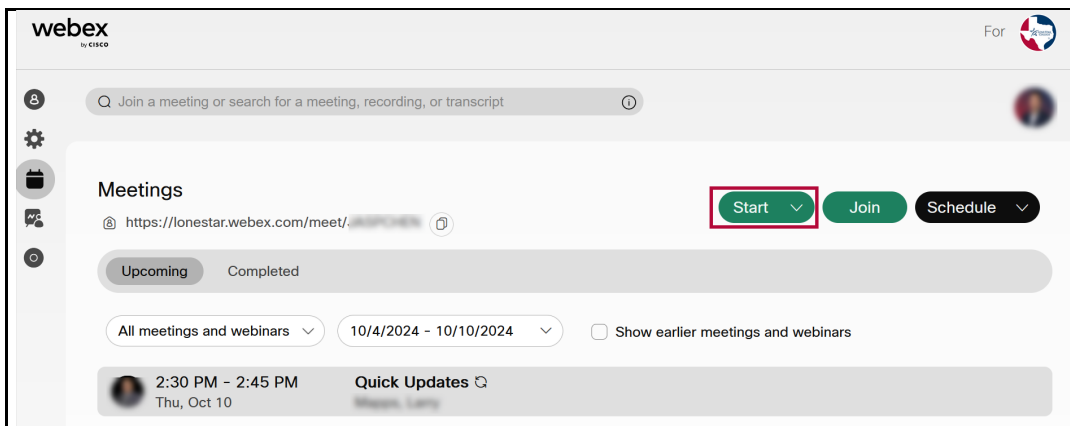 webex
by CISCO
For
Join a meeting or search for a meeting, recording, or transcript
Meetings
Start
Join
Schedule
https://lonestar.webex.com/meet/
Upcoming
Completed
All meetings and webinars
10/4/2024 - 10/10/2024
Show earlier meetings and webinars
2:30 PM - 2:45 PM
Quick Updates
Thu, Oct 10